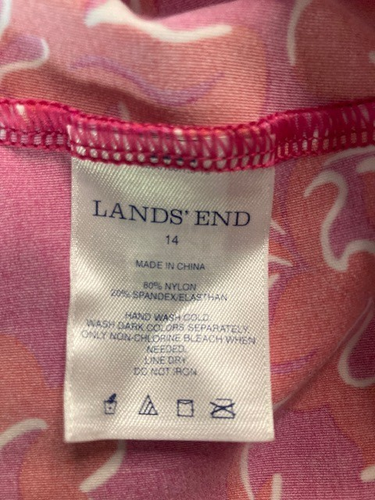 LANDS' END
14
MADE IN CHINA
80% NYLON
20% SPANDEX/ELASTHAN
HAND WASH COLD.
WASH DARK COLORS SEPARATELY.
ONLY NON-CHLORINE BLEACH WHEN
NEEDED.
LINE DRY.
DO NOT IRON.